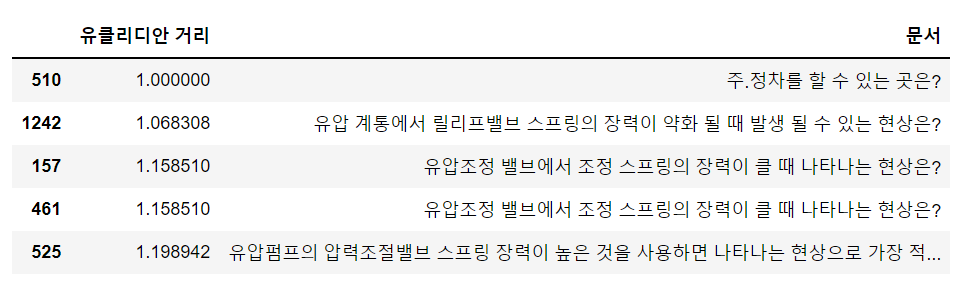 유클리디안 거리 문서
510 1.000000 주.정차를 할 수 있는 곳은?
1242 1.068308 유압 계통에서 릴리프밸브 스프링의 장력이 약화 될 때 발생 될 수 있는 현상은?
157 1.158510 유압조정 밸브에서 조정 스프링의 장력이 클 때 나타나는 현상은?
461 1.158510 유압조정 밸브에서 조정 스프링의 장력이 클 때 나타나는 현상은?
525 1.198942 유압펌프의 압력조절밸브 스프링 장력이 높은 것을 사용하면 나타나는 현상으로 가장 적...